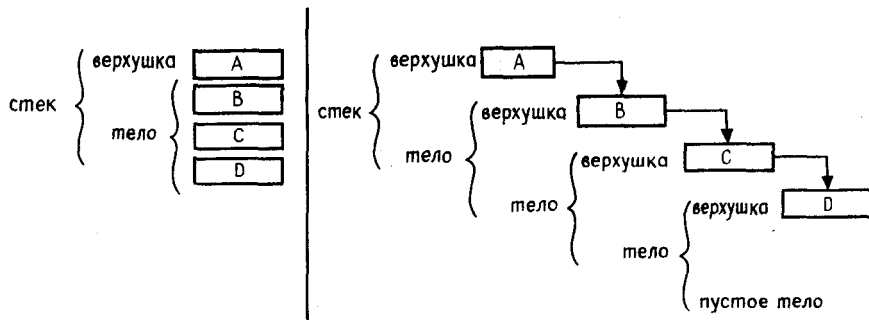 верхушка A
B
стек
тело C
D
верхушка A
стек верхушка B
тело верхушка C
тело верхушка D
тело
пустое тело